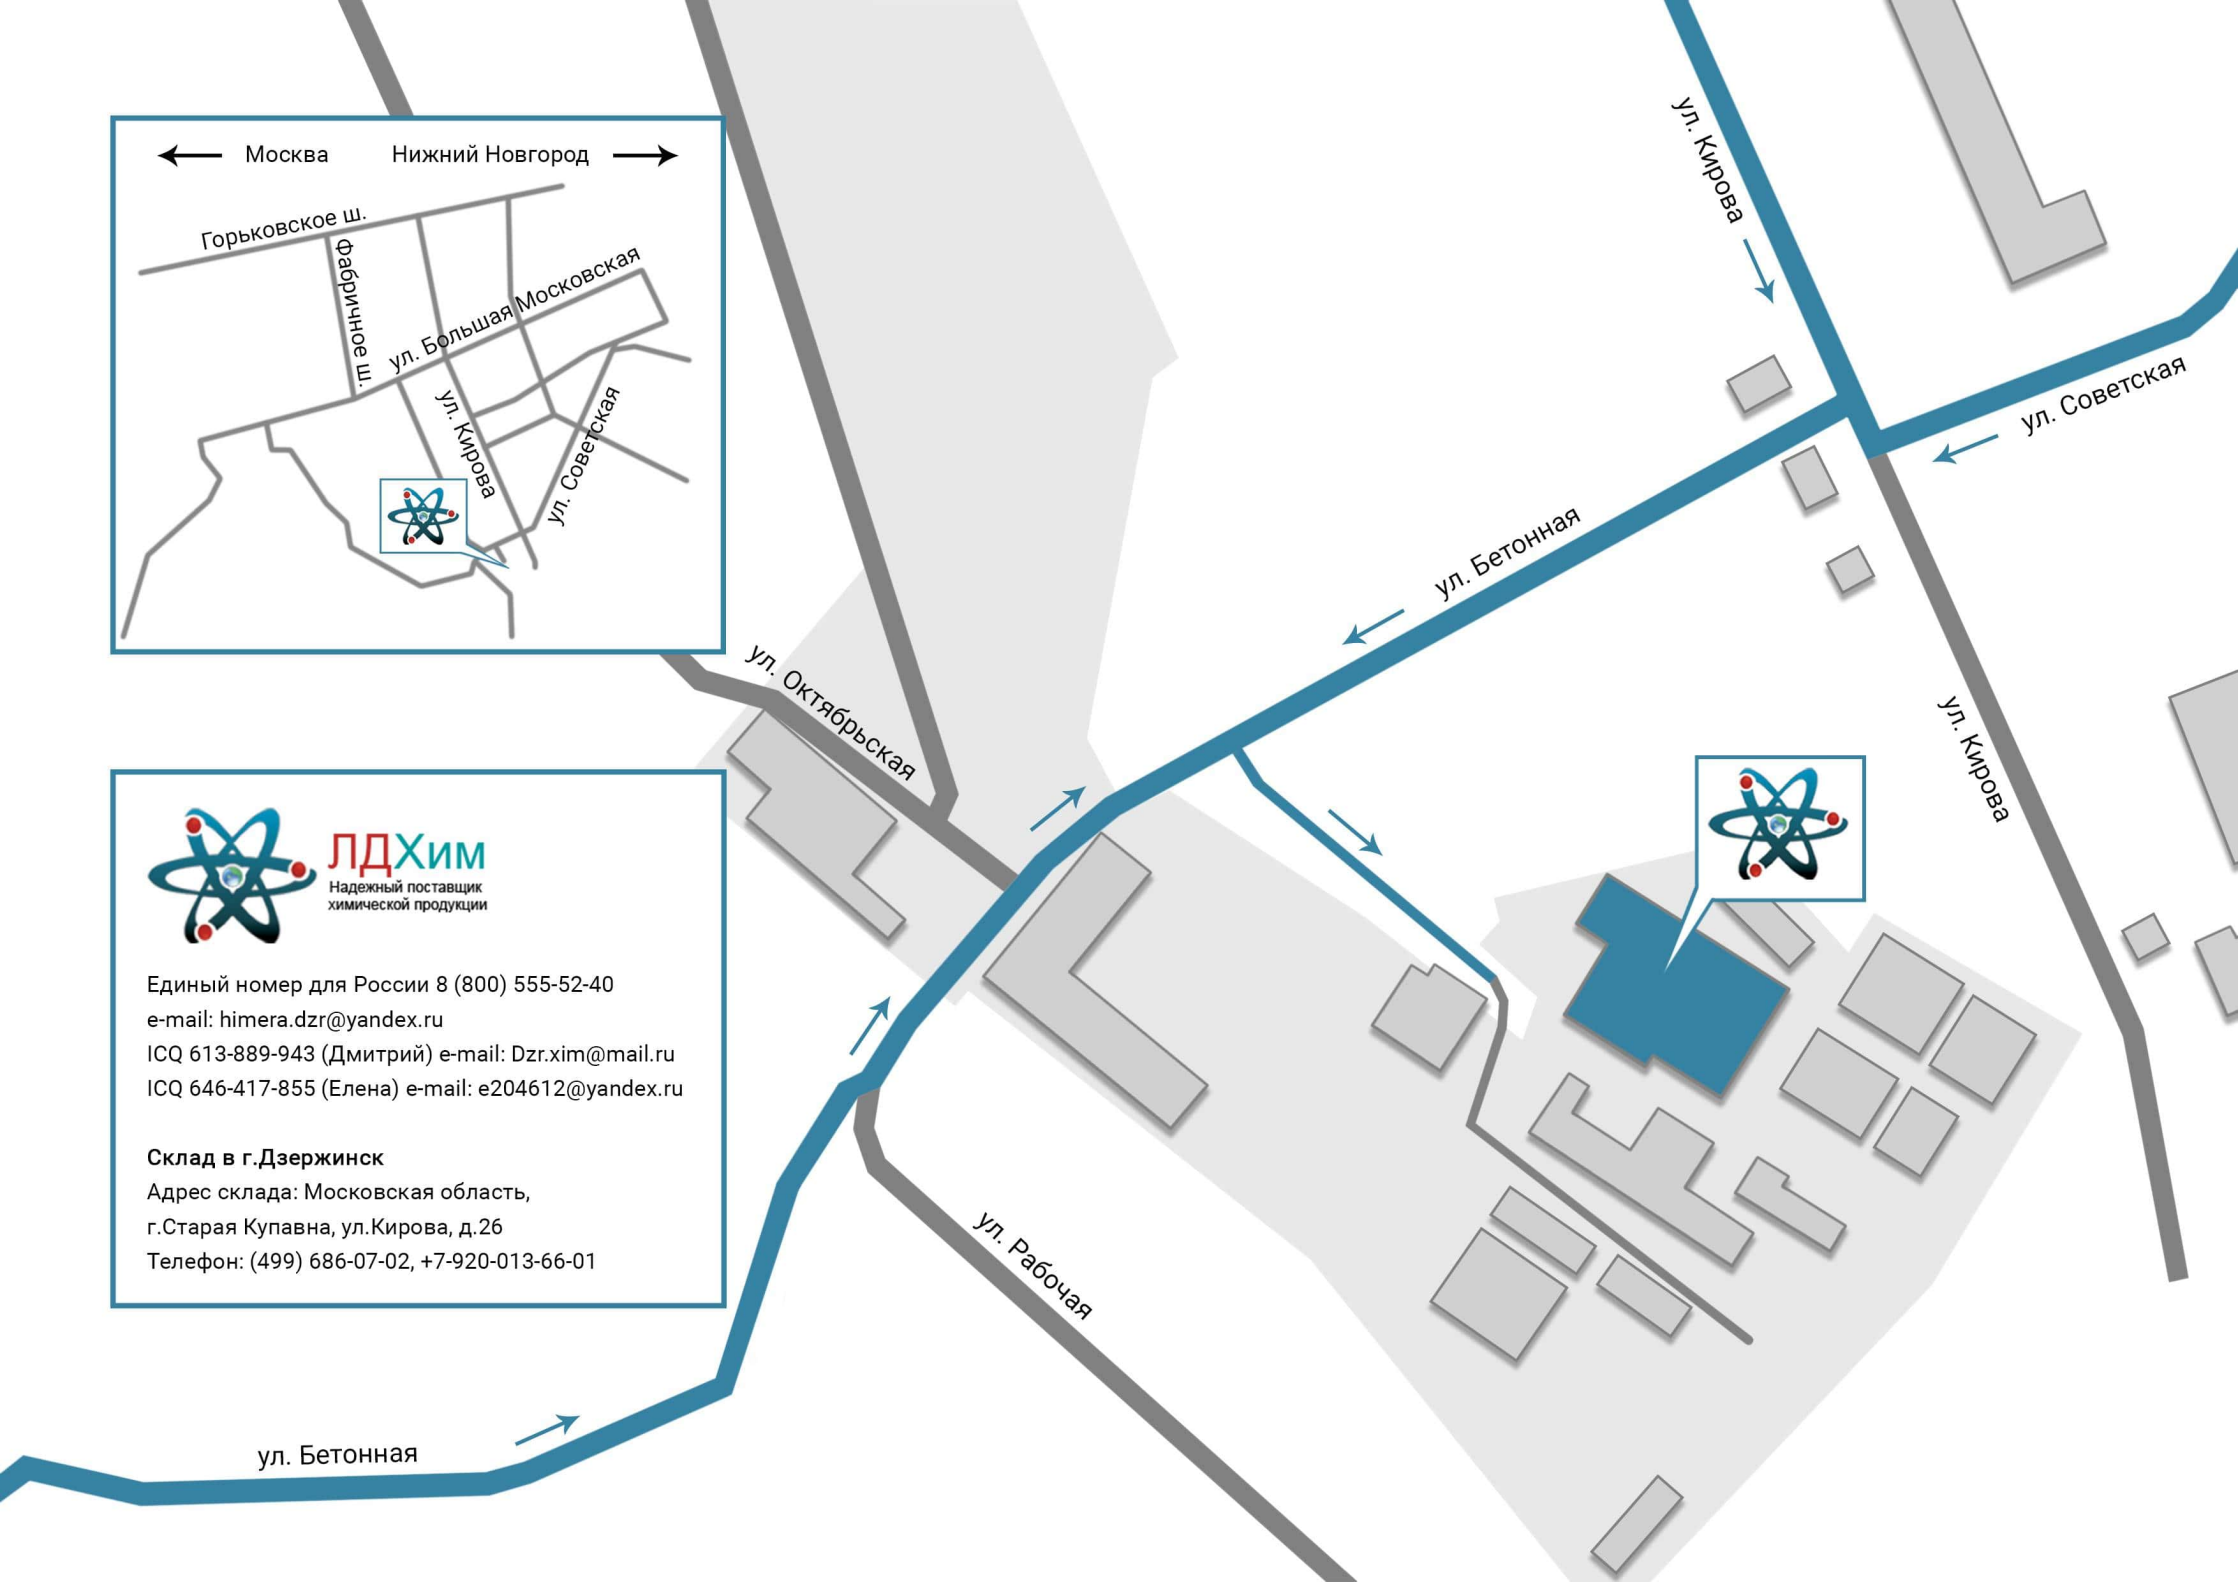 Москва Нижний Новгород
Горьковское ш.
Фабричное ш.
ул. Большая Московская
ул. Кирова
ул. Советская
ул. Кирова
ул. Советская
ул. Бетонная
ул. Октябрьская
ул. Кирова
ЛДХим
Надежный поставщик
химической продукции
Единый номер для России 8 (800) 555-52-40
e-mail: himera.dzr@yandex.ru
ICQ 613-889-943 (Дмитрий) e-mail: Dzr.xim@mail.ru
ICQ 646-417-855 (Елена) e-mail: e204612@yandex.ru
Склад в г.Дзержинск
Адрес склада: Московская область,
г.Старая Купавна, ул.Кирова, д.26
Телефон: (499) 686-07-02, +7-920-013-66-01
ул. Рабочая
ул. Бетонная